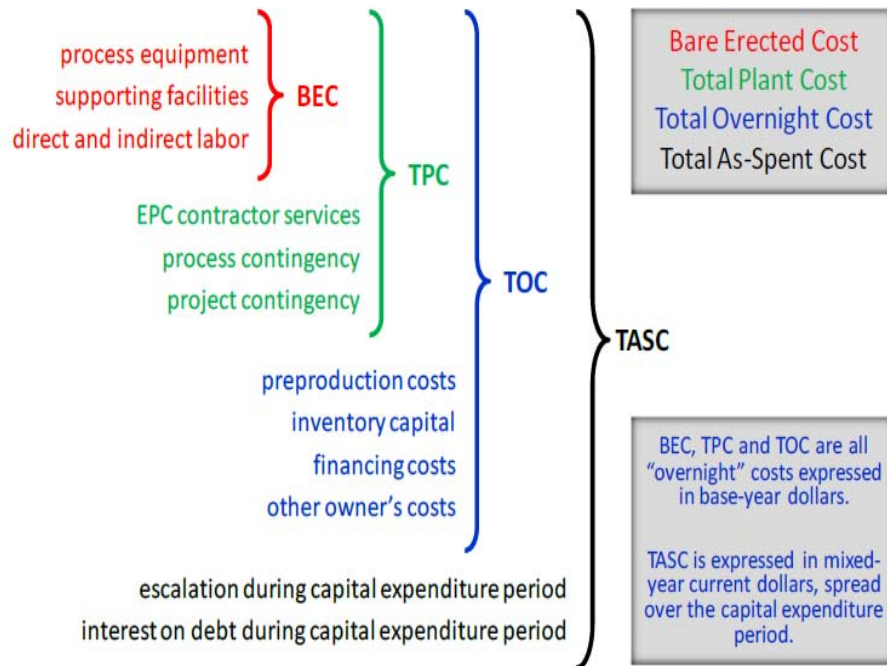 process equipment
supporting facilities
direct and indirect labor
BEC
EPC contractor services
process contingency
project contingency
TPC
preproduction costs
inventory capital
financing costs
other owner’s costs
TOC
escalation during capital expenditure period
interest on debt during capital expenditure period
TASC
Bare Erected Cost
Total Plant Cost
Total Overnight Cost
Total As-Spent Cost
BEC, TPC and TOC are all
“overnight” costs expressed
in base-year dollars.
TASC is expressed in mixed-
year current dollars, spread
over the capital expenditure
period.